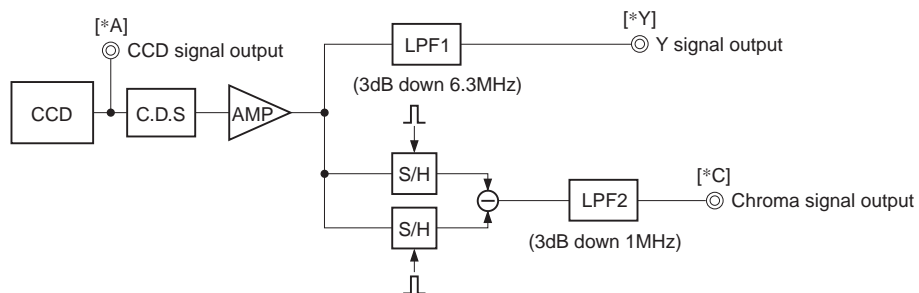 [*A]
CCD signal output
[*Y]
Y signal output
LPF1
(3dB down 6.3MHz)
CCD
C.D.S
AMP
S/H
S/H
[*C]
Chroma signal output
LPF2
(3dB down 1MHz)